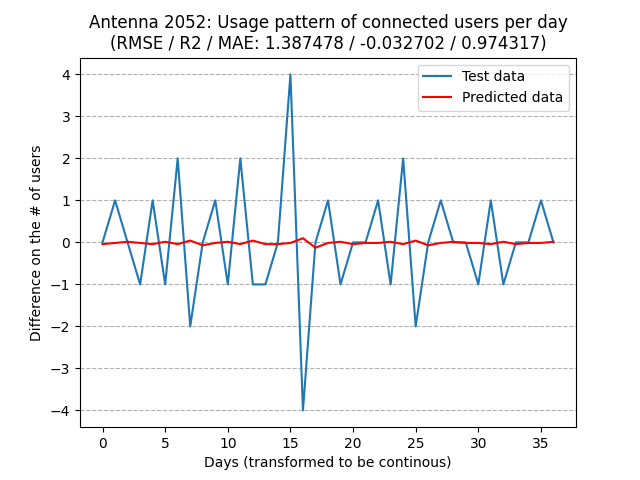 Antenna 2052: Usage pattern of connected users per day
(RMSE / R2 / MAE: 1.387478 / -0.032702 / 0.974317)
Test data
Predicted data
4
3
2
1
0
−1
−2
−3
−4
Difference on the # of users
0 5 10 15 20 25 30 35
Days (transformed to be continous)